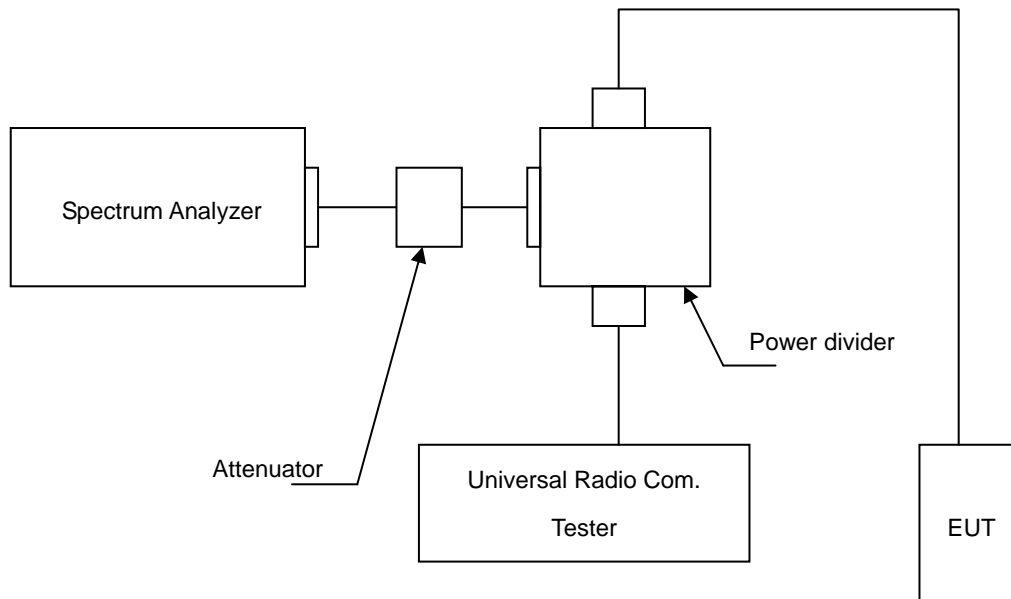 Spectrum Analyzer
Power divider
Attenuator
Universal Radio Com.
Tester
EUT